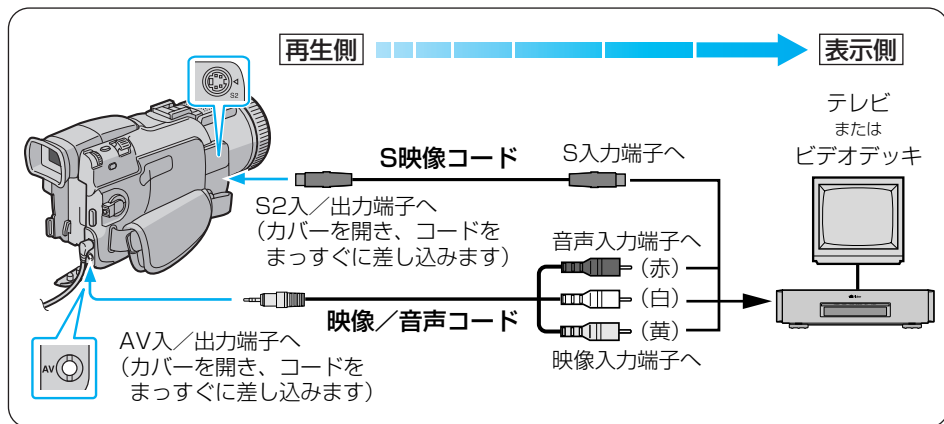 再生側
表示側
S2
テレビ
または
ビデオデッキ
S映像コード
S入力端子へ
S2入／出力端子へ
（カバーを開き、コードを
まっすぐに差し込みます）
音声入力端子へ
（赤）
（白）
（黄）
映像／音声コード
映像入力端子へ
AV入／出力端子へ
（カバーを開き、コードを
まっすぐに差し込みます）
AV